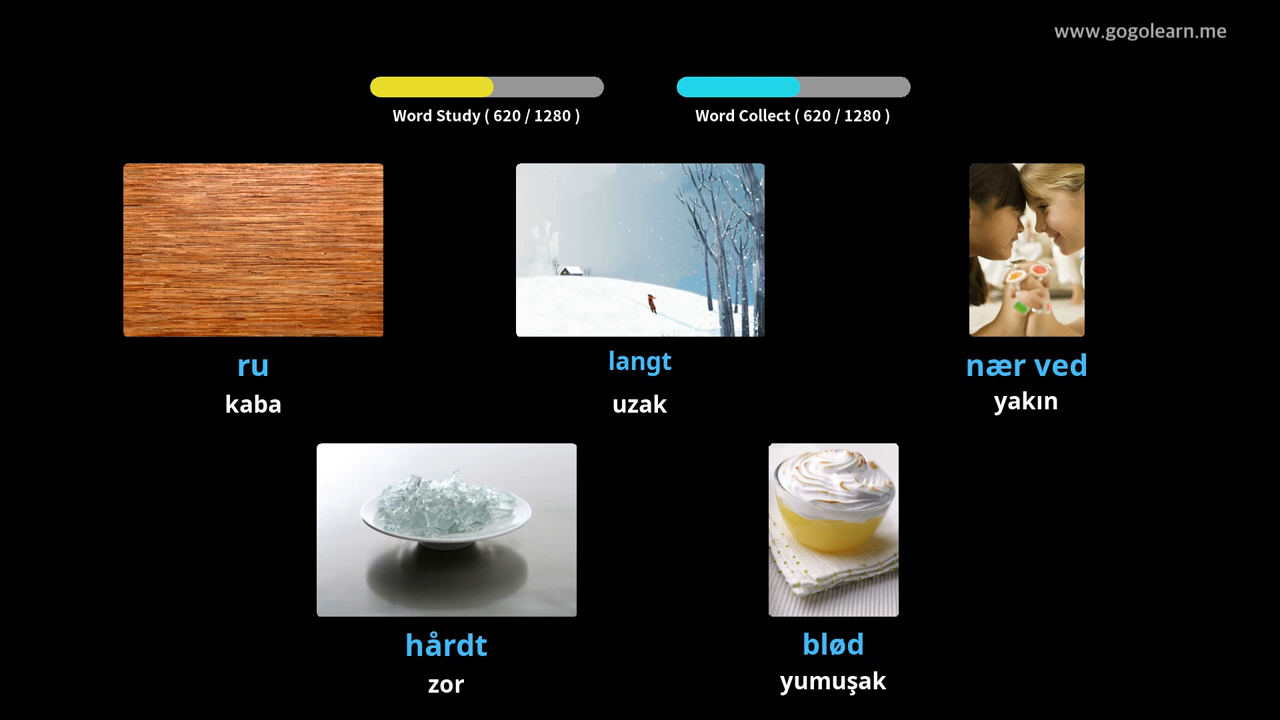 www.gogolearn.me
Word Study ( 620 / 1280 )
Word Collect ( 620 / 1280 )
ru
kaba
langt
uzak
nær ved
yakın
hårdt
zor
blød
yumuşak